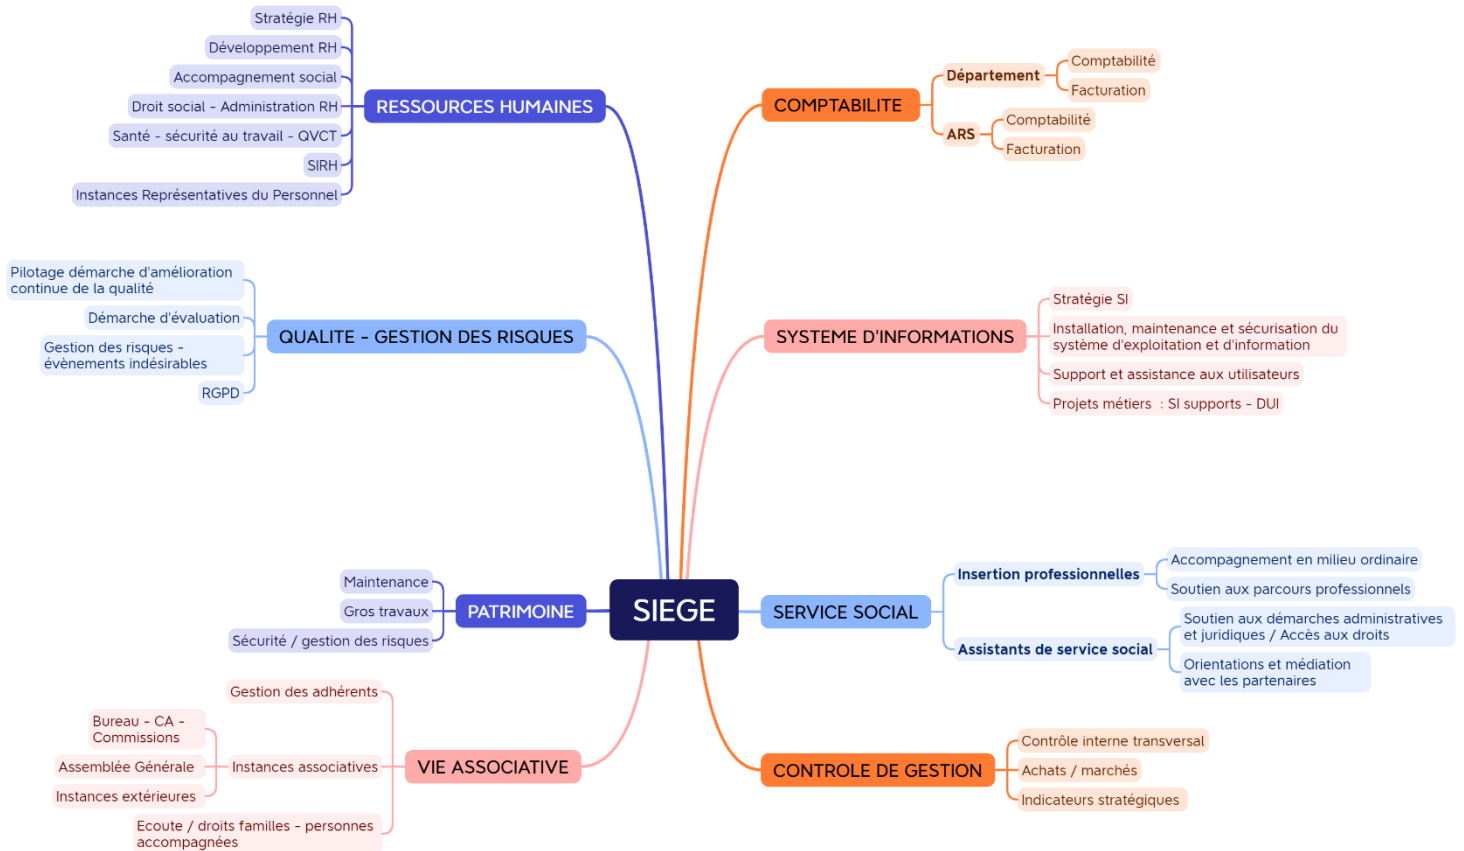 Stratégie RH
Développement RH
Accompagnement social
Droit social - Administration RH
Santé - sécurité au travail - QVCT
SIRH
Instances Représentatives du Personnel
RESSOURCES HUMAINES
Pilotage démarche d'amélioration
continue de la qualité
Démarche d'évaluation
Gestion des risques -
évènements indésirables
RGPD
QUALITE - GESTION DES RISQUES
Maintenance
Gros travaux
Sécurité / gestion des risques
PATRIMOINE
Gestion des adhérents
Bureau - CA -
Commissions
Assemblée Générale
Instances extérieures
Instances associatives
Ecoute / droits familles - personnes
accompagnées
VIE ASSOCIATIVE
SIEGE
COMPTABILITE
Département
Comptabilité
Facturation
ARS
Comptabilité
Facturation
SYSTEME D'INFORMATIONS
Stratégie SI
Installation, maintenance et sécurisation du
système d'exploitation et d'information
Support et assistance aux utilisateurs
Projets métiers : SI supports - DUI
SERVICE SOCIAL
Insertion professionnelles
Accompagnement en milieu ordinaire
Soutien aux parcours professionnels
Assistants de service social
Soutien aux démarches administratives
et juridiques / Accès aux droits
Orientations et médiation
avec les partenaires
CONTROLE DE GESTION
Contrôle interne transversal
Achats / marchés
Indicateurs stratégiques